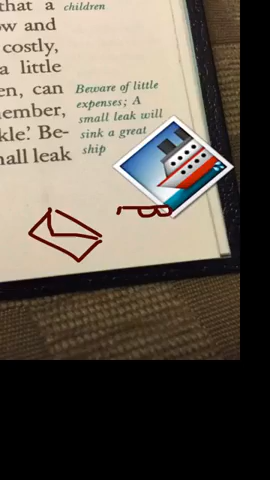 that a
children
w and
costly,
a little
en, can
ember,
kle: Be-
mall leak
Beware of little
expenses; A
small leak will
sink a great
ship